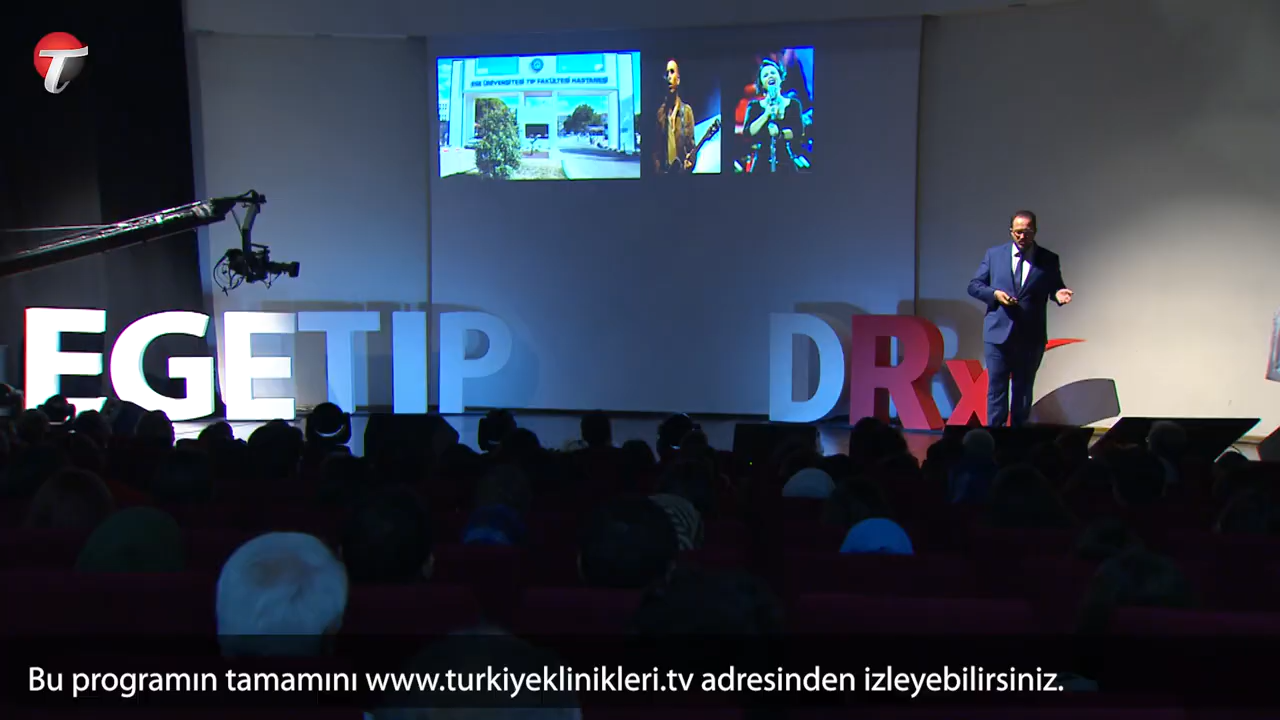 T
EGE ÜNİVERSİTESİ TIP FAKÜLTESİ HASTANESİ
EGETIP DRx
Bu programın tamamını www.turkiyeklinikleri.tv adresinden izleyebilirsiniz.